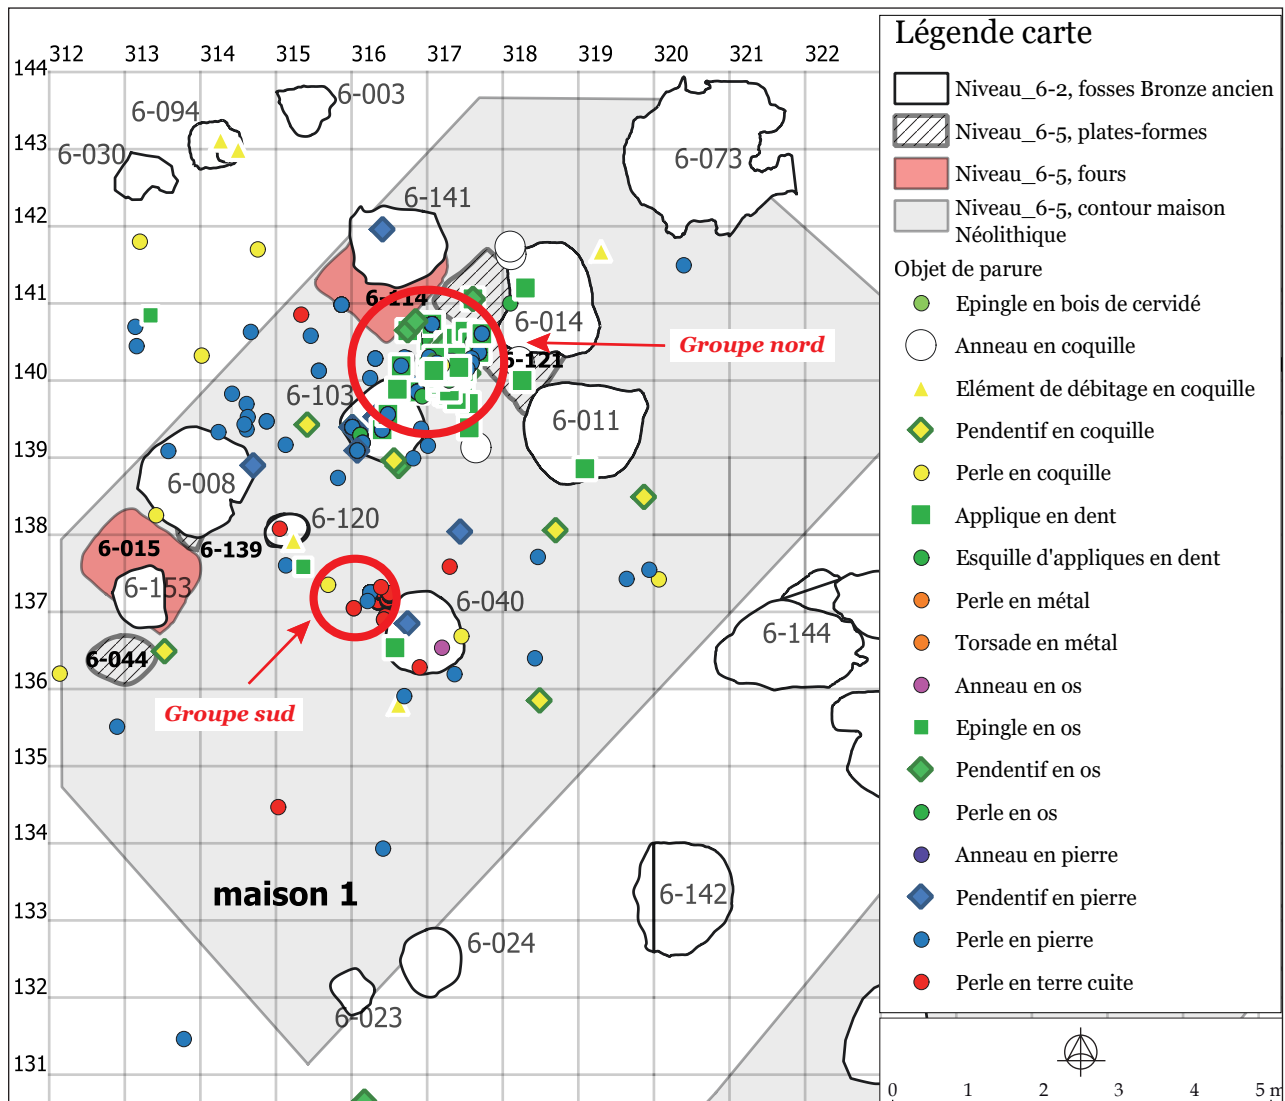 312 313 314 315 316 317 318 319 320 321 322
144
143
142
141
140
139
138
137
136
135
134
133
132
131
6-003
6-094
6-030
6-073
6-141
6-114
6-014
Groupe nord
6-121
6-103
6-011
6-008
6-120
6-139
6-015
6-153
6-040
6-044
6-144
Groupe sud
maison 1
6-142
6-024
6-023
Légende carte
Niveau_6-2, fosses Bronze ancien
Niveau_6-5, plates-formes
Niveau_6-5, fours
Niveau_6-5, contour maison
Néolithique
Objet de parure
Epingle en bois de cervidé
Anneau en coquille
Elément de débitage en coquille
Pendentif en coquille
Perle en coquille
Applique en dent
Esquille d'appliques en dent
Perle en métal
Torsade en métal
Anneau en os
Epingle en os
Pendentif en os
Perle en os
Anneau en pierre
Pendentif en pierre
Perle en pierre
Perle en terre cuite
0 1 2 3 4 5 m